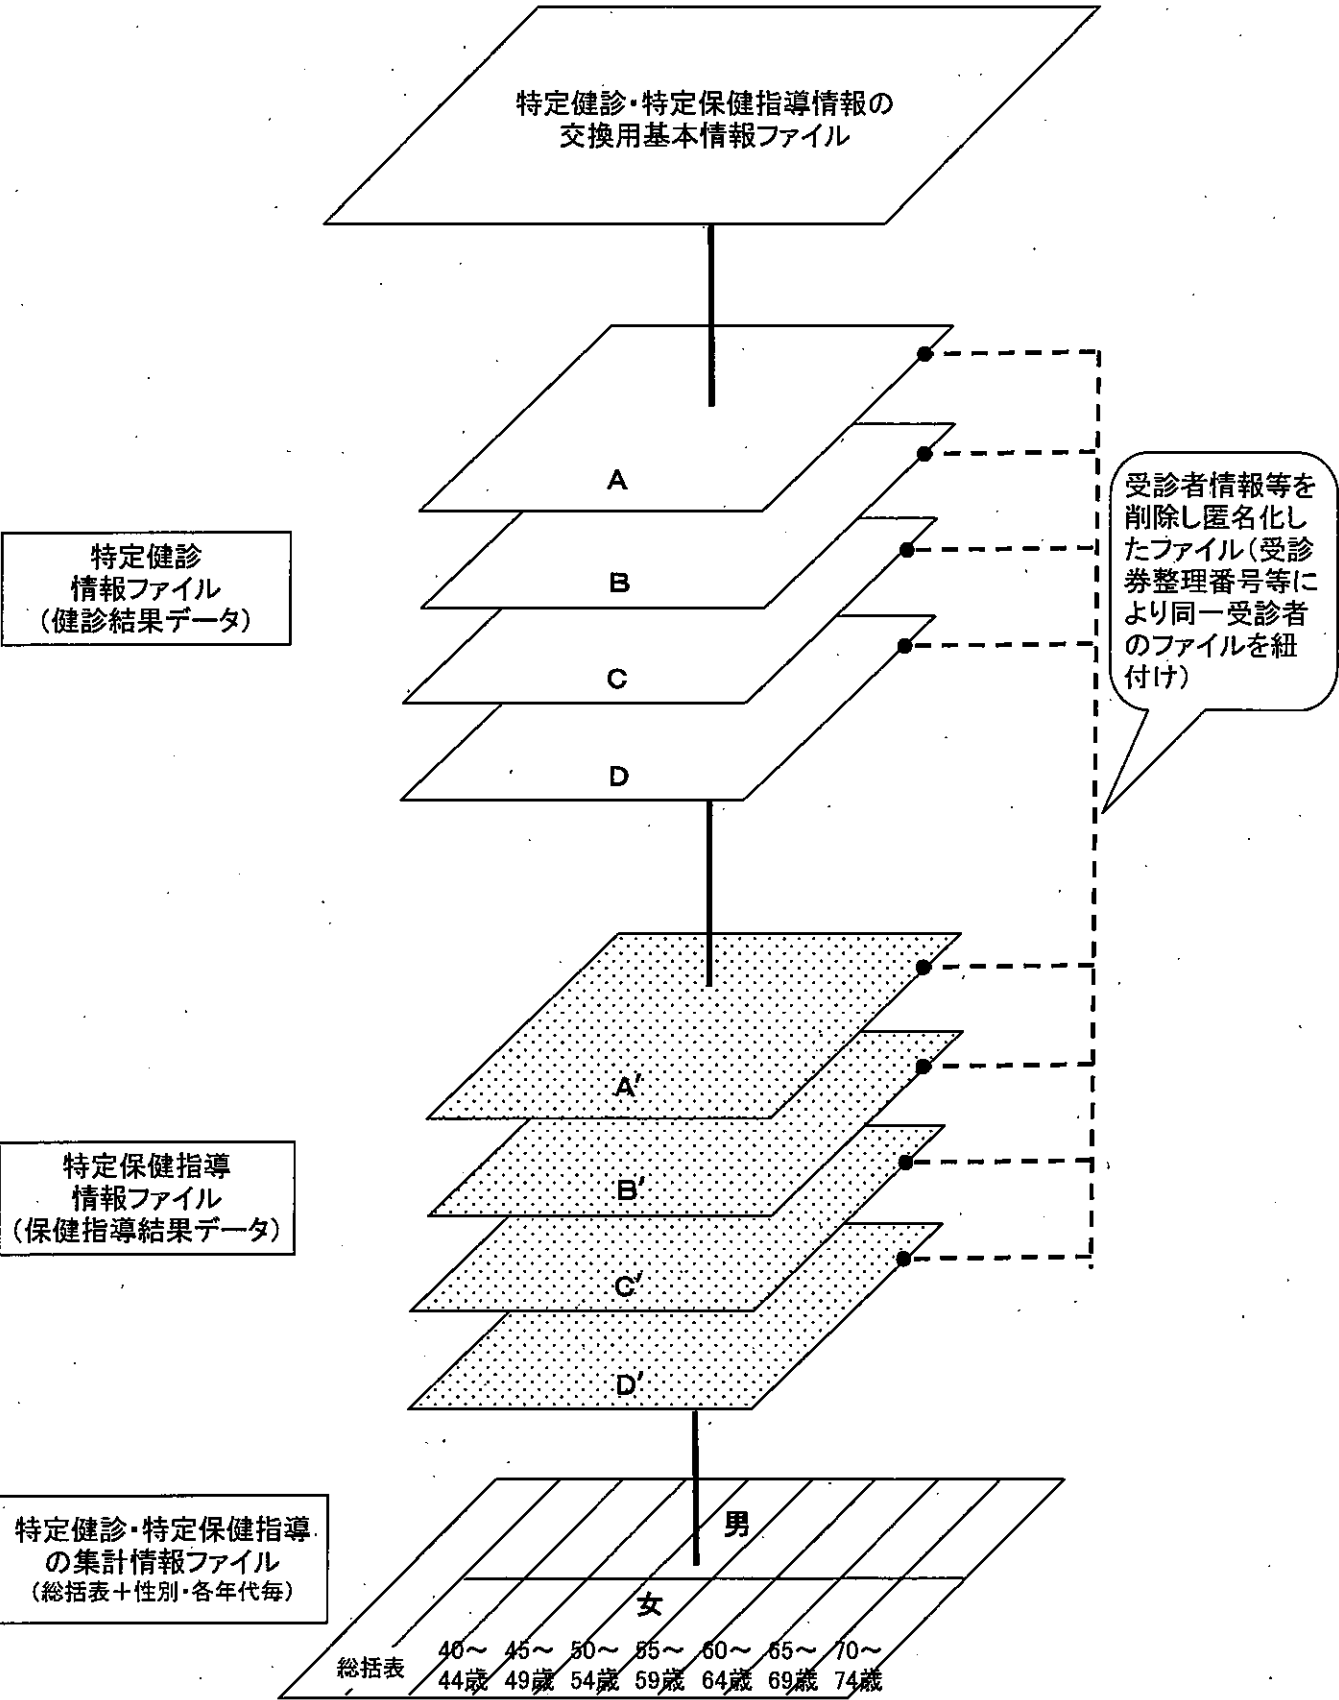 特定健診・特定保健指導情報の
交換用基本情報ファイル
A
B
C
D
特定健診
情報ファイル
（健診結果データ）
受診者情報等を
削除し匿名化し
たファイル（受診
券整理番号等に
より同一受診者
のファイルを紐
付け）
A′
B′
C′
D′
特定保健指導
情報ファイル
（保健指導結果データ）
特定健診・特定保健指導
の集計情報ファイル
（総括表＋性別・各年代毎）
男
女
総括表
40～
44歳
45～
49歳
50～
54歳
55～
59歳
60～
64歳
65～
69歳
70～
74歳